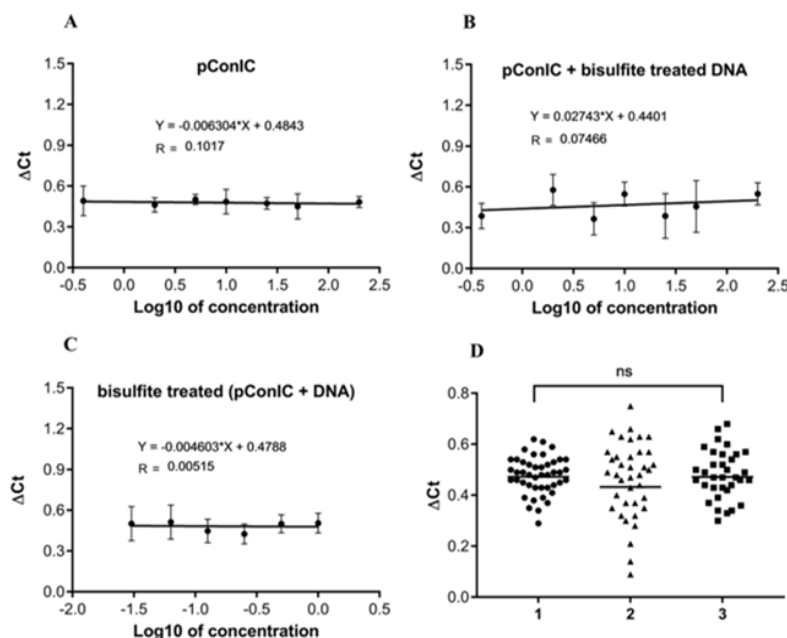 A
pConIC
Y = -0.006304*X + 0.4843
R = 0.1017
ΔCt
1.5
1.2
0.9
0.6
0.3
0.0
-0.5 0.0 0.5 1.0 1.5 2.0 2.5
Log10 of concentration
B
pConIC + bisulfite treated DNA
Y = 0.02743*X + 0.4401
R = 0.07466
ΔCt
1.5
1.2
0.9
0.6
0.3
0.0
-0.5 0.0 0.5 1.0 1.5 2.0 2.5
Log10 of concentration
C
bisulfite treated (pConIC + DNA)
Y = -0.004603*X + 0.4788
R = 0.00515
ΔCt
1.5
1.2
0.9
0.6
0.3
0.0
-2.0 -1.5 -1.0 -0.5 0.0 0.5
Log10 of concentration
D
ns
ΔCt
0.8
0.6
0.4
0.2
0.0
1 2 3